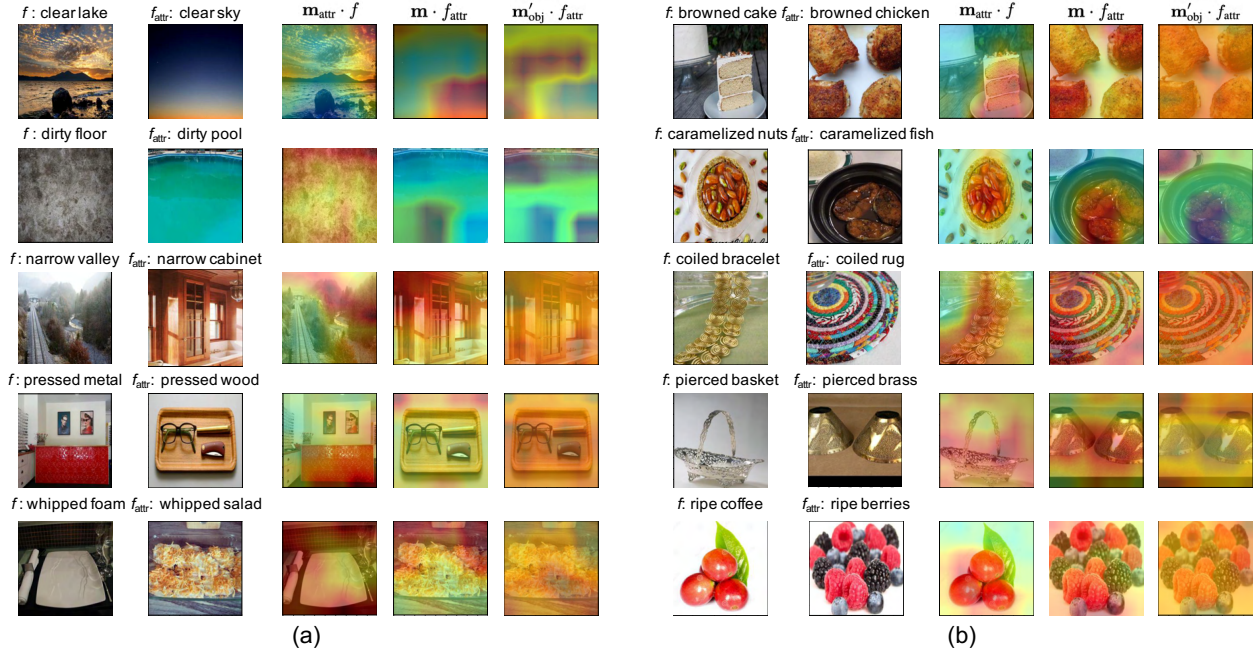 f: clear lake f_attr: clear sky m_attr · f m · f_attr m′_obj · f_attr
f: dirty floor f_attr: dirty pool
f: narrow valley f_attr: narrow cabinet
f: pressed metal f_attr: pressed wood
f: whipped foam f_attr: whipped salad
(a)
f: browned cake f_attr: browned chicken m_attr · f m · f_attr m′_obj · f_attr
f: caramelized nuts f_attr: caramelized fish
f: coiled bracelet f_attr: coiled rug
f: pierced basket f_attr: pierced brass
f: ripe coffee f_attr: ripe berries
(b)